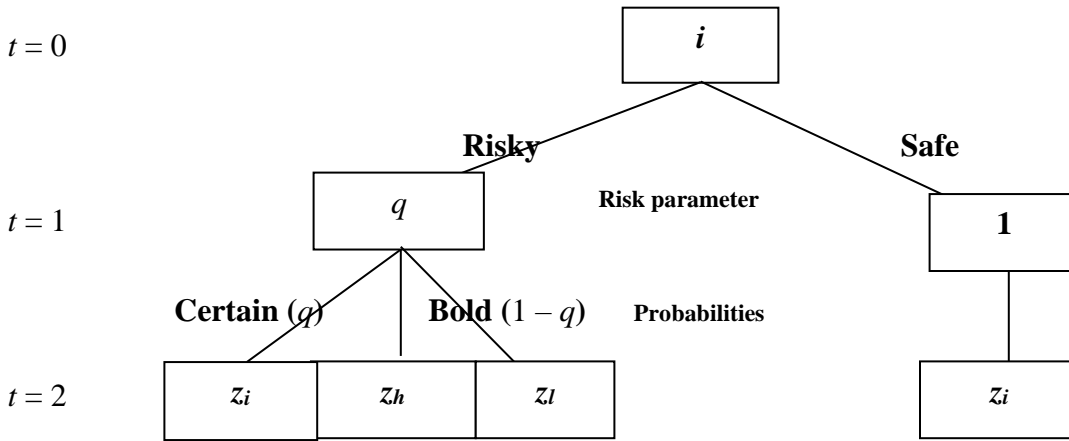 t = 0
i
Risky
Safe
t = 1
q
Risk parameter
1
Certain (q)
Bold (1 – q)
Probabilities
t = 2
zi
zh
zl
zi